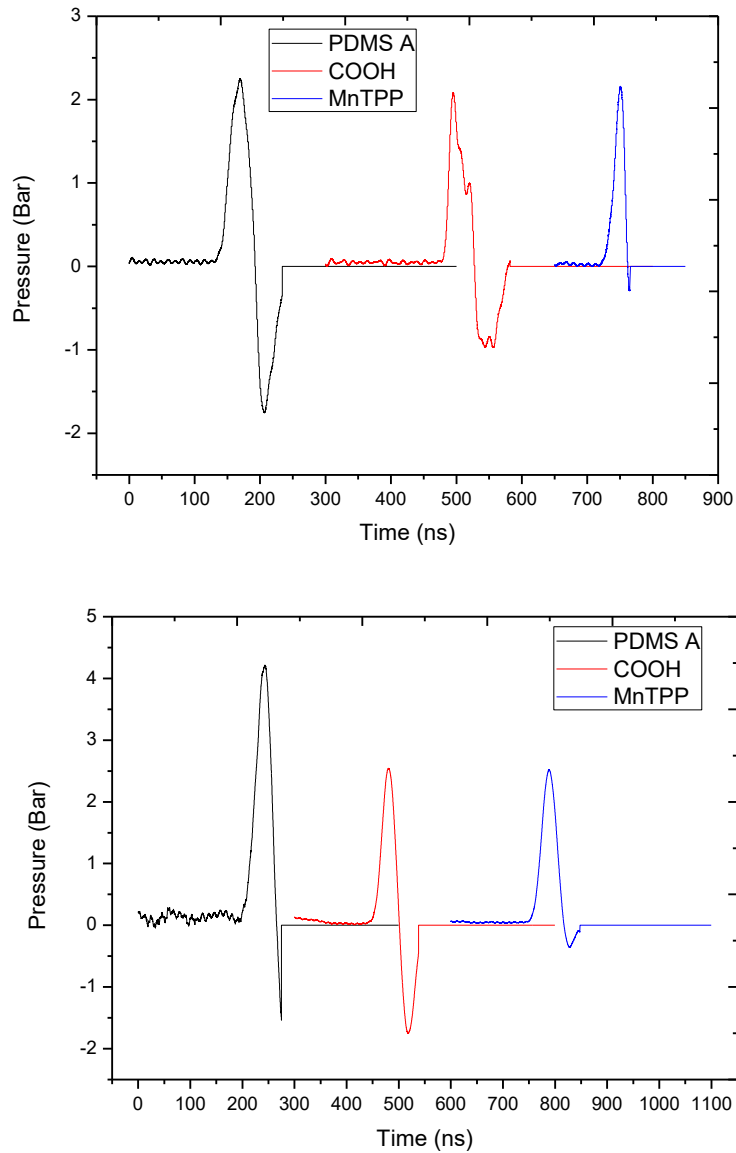 PDMS A
COOH
MnTPP
3
2
1
0
-1
-2
Pressure (Bar)
0 100 200 300 400 500 600 700 800 900
Time (ns)
PDMS A
COOH
MnTPP
5
4
3
2
1
0
-1
-2
Pressure (Bar)
0 100 200 300 400 500 600 700 800 900 1000 1100
Time (ns)